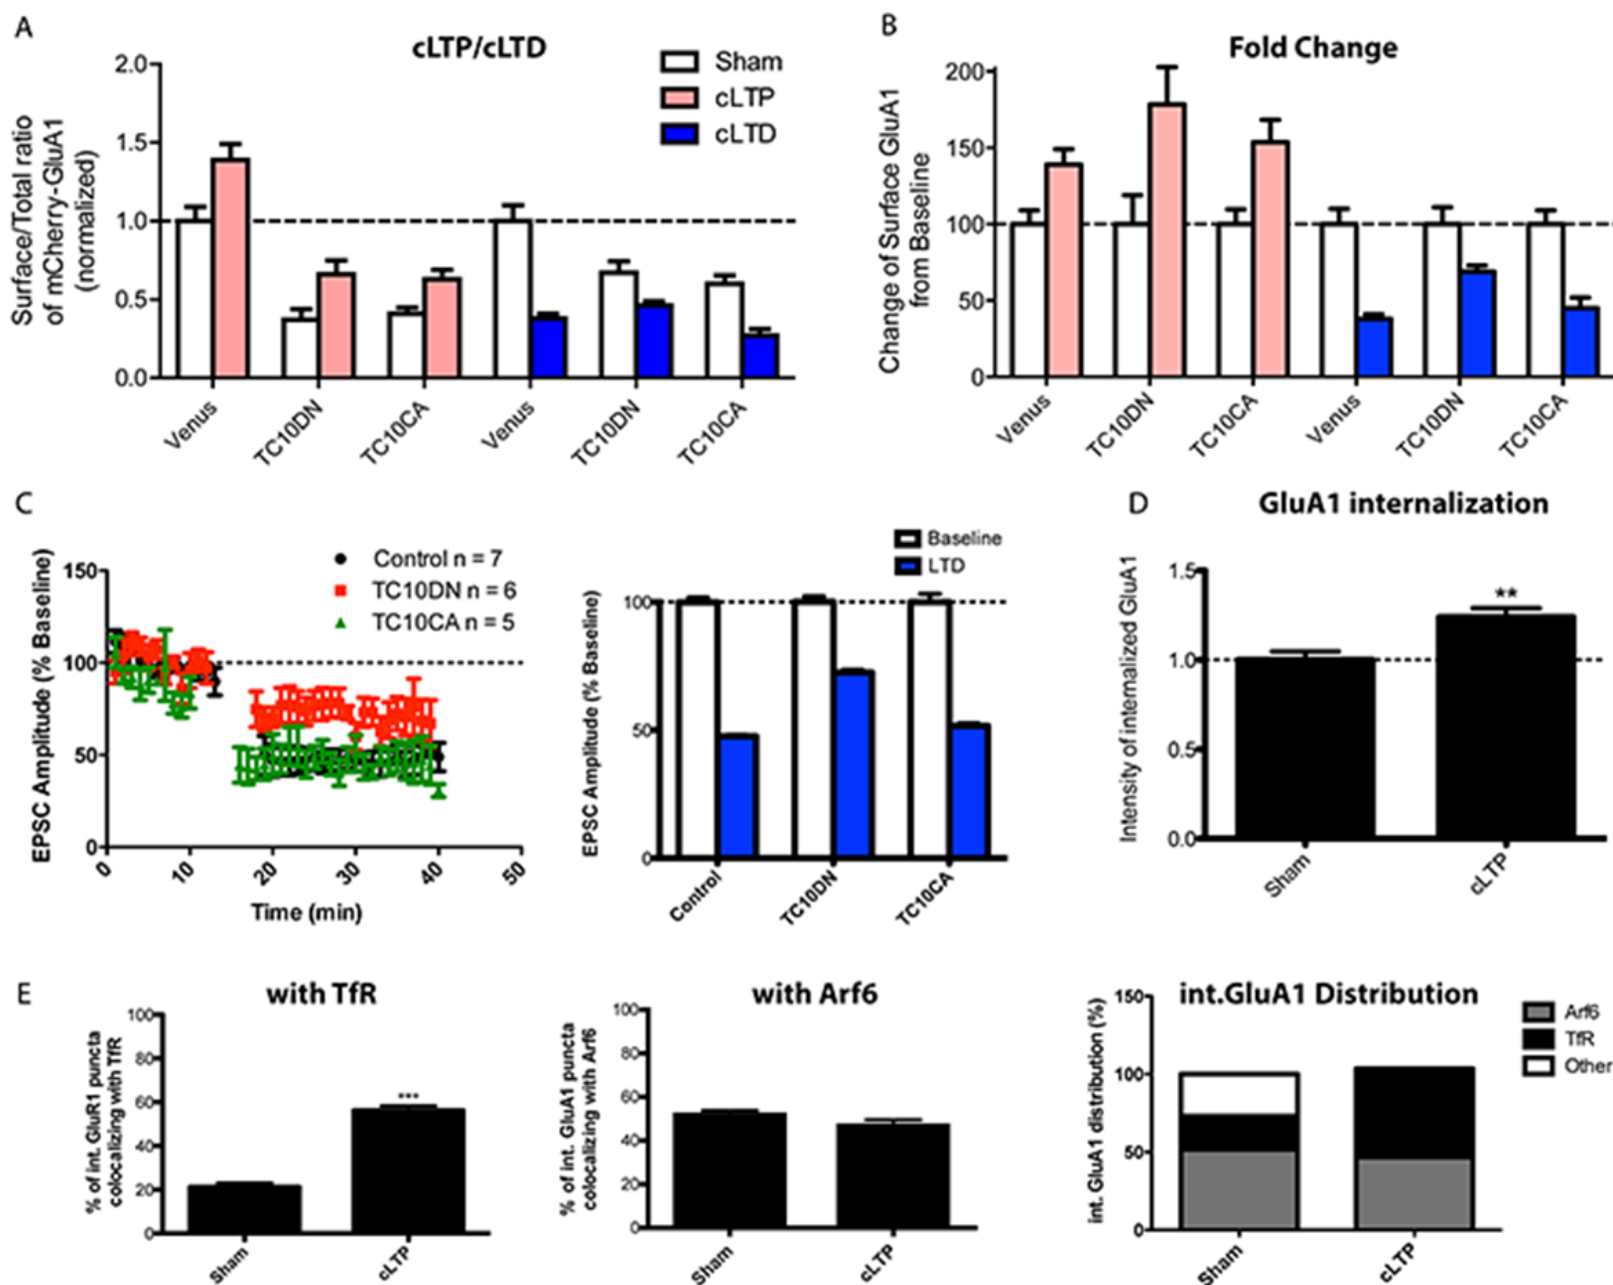 A
cLTP/cLTD
Sham
cLTP
cLTD
Surface/Total ratio
of mCherry-GluA1
(normalized)
2.0
1.5
1.0
0.5
0.0
Venus
TC10DN
TC10CA
Venus
TC10DN
TC10CA
B
Fold Change
Change of Surface GluA1
from Baseline
200
150
100
50
0
Venus
TC10DN
TC10CA
Venus
TC10DN
TC10CA
C
EPSC Amplitude (% Baseline)
150
100
50
0
Control n = 7
TC10DN n = 6
TC10CA n = 5
0
10
20
30
40
50
Time (min)
Baseline
LTD
EPSC Amplitude (% Baseline)
100
50
0
Control
TC10DN
TC10CA
D
GluA1 internalization
Intensity of internalized GluA1
1.5
1.0
0.5
0.0
**
Sham
cLTP
E
with TfR
% of int. GluR1 puncta
colocalizing with TfR
100
80
60
40
20
0
***
Sham
cLTP
with Arf6
% of int. GluA1 puncta
colocalizing with Arf6
100
80
60
40
20
0
Sham
cLTP
int.GluA1 Distribution
int. GluA1 distribution (%)
150
100
50
0
Arf6
TfR
Other
Sham
cLTP